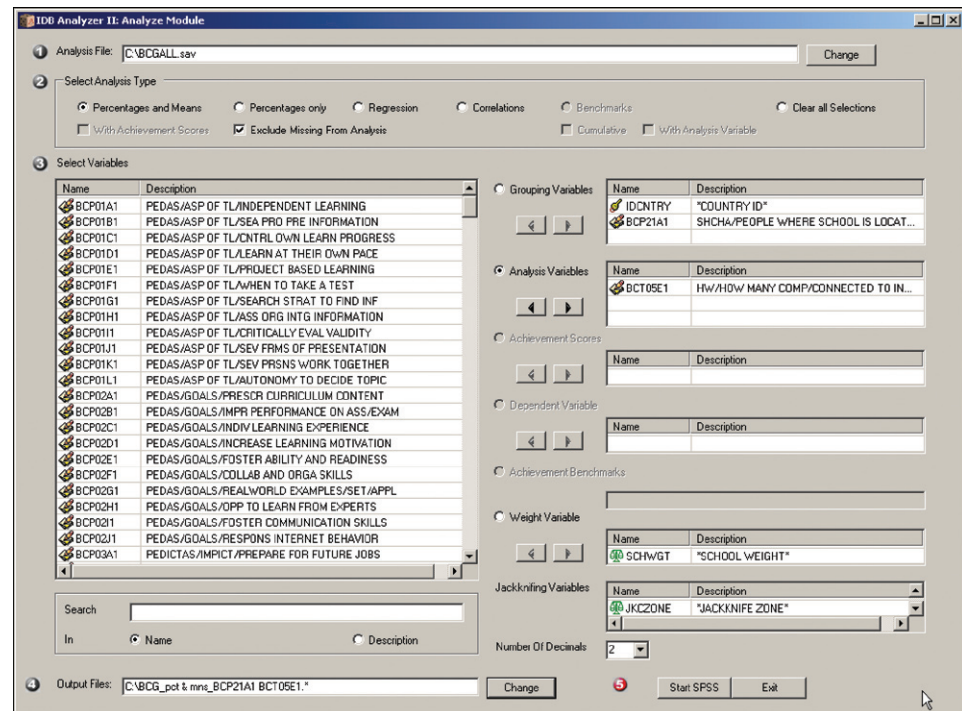 IDB Analyzer II: Analyze Module
1 Analysis File: C:\BCGALL.sav Change
2 Select Analysis Type
Percentages and Means Percentages only Regression Correlations Benchmarks Clear all Selections
With Achievement Scores Exclude Missing From Analysis Cumulative With Analysis Variable
3 Select Variables
Name Description
BCP01A1 PEDAS/ASP OF TL/INDEPENDENT LEARNING
BCP01B1 PEDAS/ASP OF TL/SEA PRO PRE INFORMATION
BCP01C1 PEDAS/ASP OF TL/CNTRL OWN LEARN PROGRESS
BCP01D1 PEDAS/ASP OF TL/LEARN AT THEIR OWN PACE
BCP01E1 PEDAS/ASP OF TL/PROJECT BASED LEARNING
BCP01F1 PEDAS/ASP OF TL/WHEN TO TAKE A TEST
BCP01G1 PEDAS/ASP OF TL/SEARCH STRAT TO FIND INF
BCP01H1 PEDAS/ASP OF TL/ASS ORG INTG INFORMATION
BCP01I1 PEDAS/ASP OF TL/CRITICALLY EVAL VALIDITY
BCP01J1 PEDAS/ASP OF TL/SEV FRMS OF PRESENTATION
BCP01K1 PEDAS/ASP OF TL/SEV PRSNS WORK TOGETHER
BCP01L1 PEDAS/ASP OF TL/AUTONOMY TO DECIDE TOPIC
BCP02A1 PEDAS/GOALS/PRESCR CURRICULUM CONTENT
BCP02B1 PEDAS/GOALS/IMPR PERFORMANCE ON ASS/EXAM
BCP02C1 PEDAS/GOALS/INDIV LEARNING EXPERIENCE
BCP02D1 PEDAS/GOALS/INCREASE LEARNING MOTIVATION
BCP02E1 PEDAS/GOALS/FOSTER ABILITY AND READINESS
BCP02F1 PEDAS/GOALS/COLLAB AND ORGA SKILLS
BCP02G1 PEDAS/GOALS/REALWORLD EXAMPLES/SET/APPL
BCP02H1 PEDAS/GOALS/OPP TO LEARN FROM EXPERTS
BCP02I1 PEDAS/GOALS/FOSTER COMMUNICATION SKILLS
BCP02J1 PEDAS/GOALS/RESPONS INTERNET BEHAVIOR
BCP03A1 PEDICTAS/IMPICT/PREPARE FOR FUTURE JOBS
Search
In Name Description
Grouping Variables
Name Description
IDCNTRY *COUNTRY ID*
BCP21A1 SHCHA/PEOPLE WHERE SCHOOL IS LOCAT...
Analysis Variables
Name Description
BCT05E1 HW/HOW MANY COMP/CONNECTED TO IN...
Achievement Scores
Name Description
Dependent Variable
Name Description
Achievement Benchmarks
Weight Variable
Name Description
SCHWGT *SCHOOL WEIGHT*
Jackknifing Variables
Name Description
JKCZONE *JACKKNIFE ZONE*
Number Of Decimals 2
4 Output Files: C:\BCG_pct & mns_BCP21A1 BCT05E1.* Change
5 Start SPSS Exit